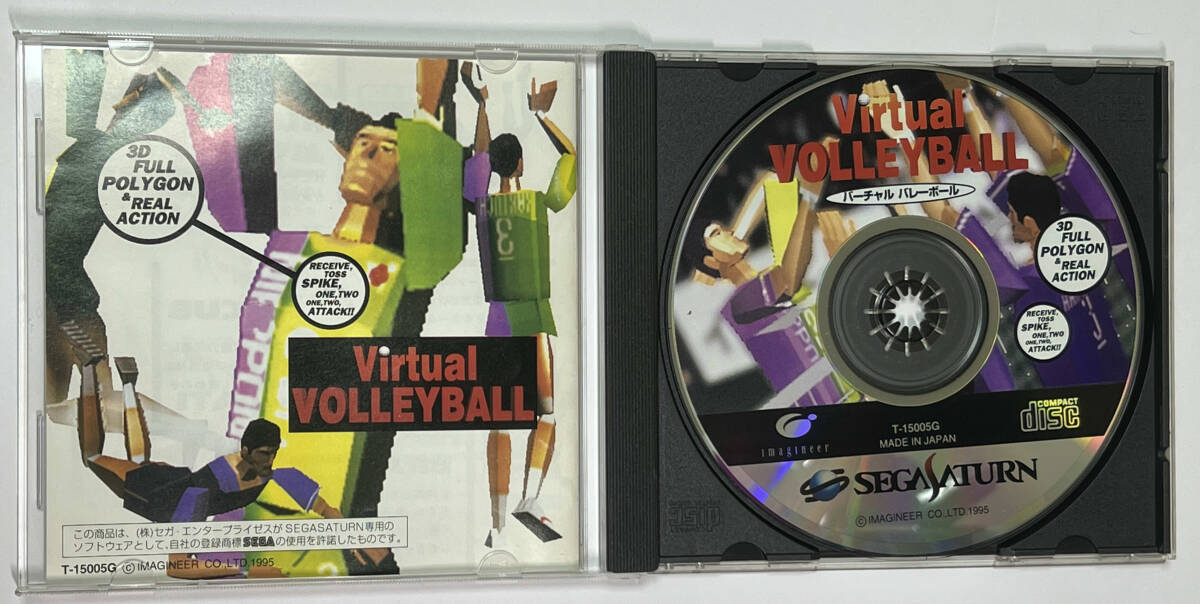 3D
FULL
POLYGON
& REAL
ACTION
RECEIVE,
TOSS
SPIKE,
ONE,TWO
ONE,TWO,
ATTACK!!
Virtual
VOLLEYBALL
この商品は、(株)セガ・エンタープライゼスがSEGASATURN専用の
ソフトウェアとして、自社の登録商標SEGAの使用を許諾したものです。
T-15005G ©IMAGINEER CO.,LTD.1995
Virtual
VOLLEYBALL
バーチャル バレーボール
3D
FULL
POLYGON
& REAL
ACTION
RECEIVE,
TOSS
SPIKE,
ONE,TWO
ONE,TWO,
ATTACK!!
imagineer
T-15005G
MADE IN JAPAN
COMPACT
disc
SEGASATURN
©IMAGINEER CO.,LTD.1995